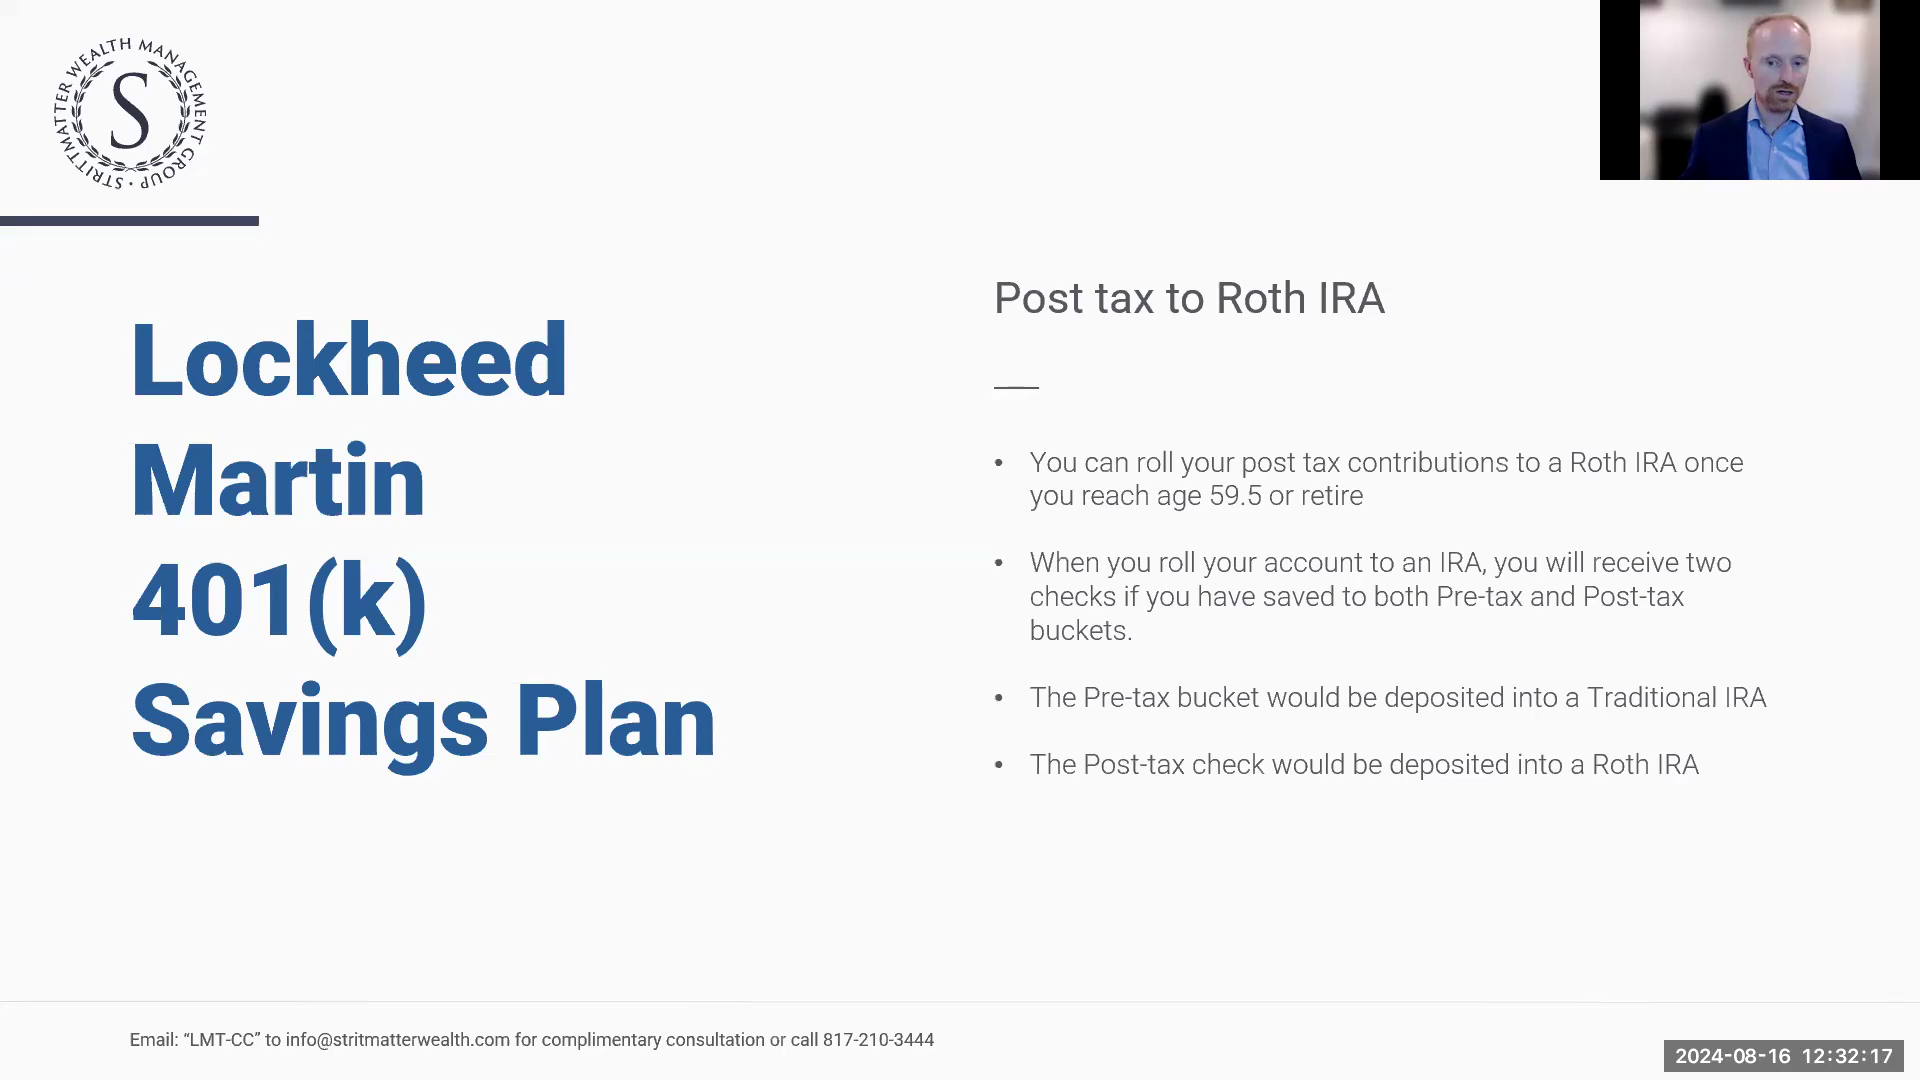 STRITTMATTER WEALTH MANAGEMENT GROUP ·
S
Lockheed
Martin
401(k)
Savings Plan
Post tax to Roth IRA
• You can roll your post tax contributions to a Roth IRA once
you reach age 59.5 or retire
• When you roll your account to an IRA, you will receive two
checks if you have saved to both Pre-tax and Post-tax
buckets.
• The Pre-tax bucket would be deposited into a Traditional IRA
• The Post-tax check would be deposited into a Roth IRA
Email: “LMT-CC” to info@stritmatterwealth.com for complimentary consultation or call 817-210-3444
2024-08-16 12:32:17